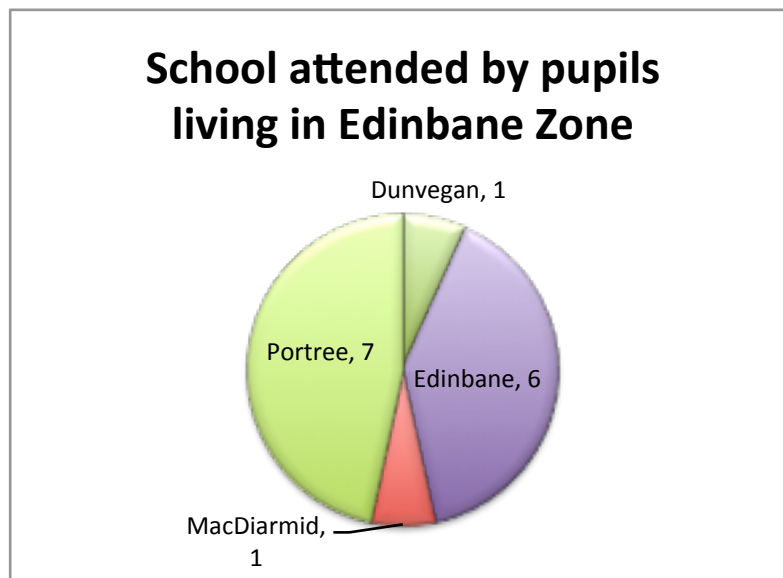 School attended by pupils
living in Edinbane Zone
Dunvegan, 1
Portree, 7
Edinbane, 6
MacDiarmid,
1